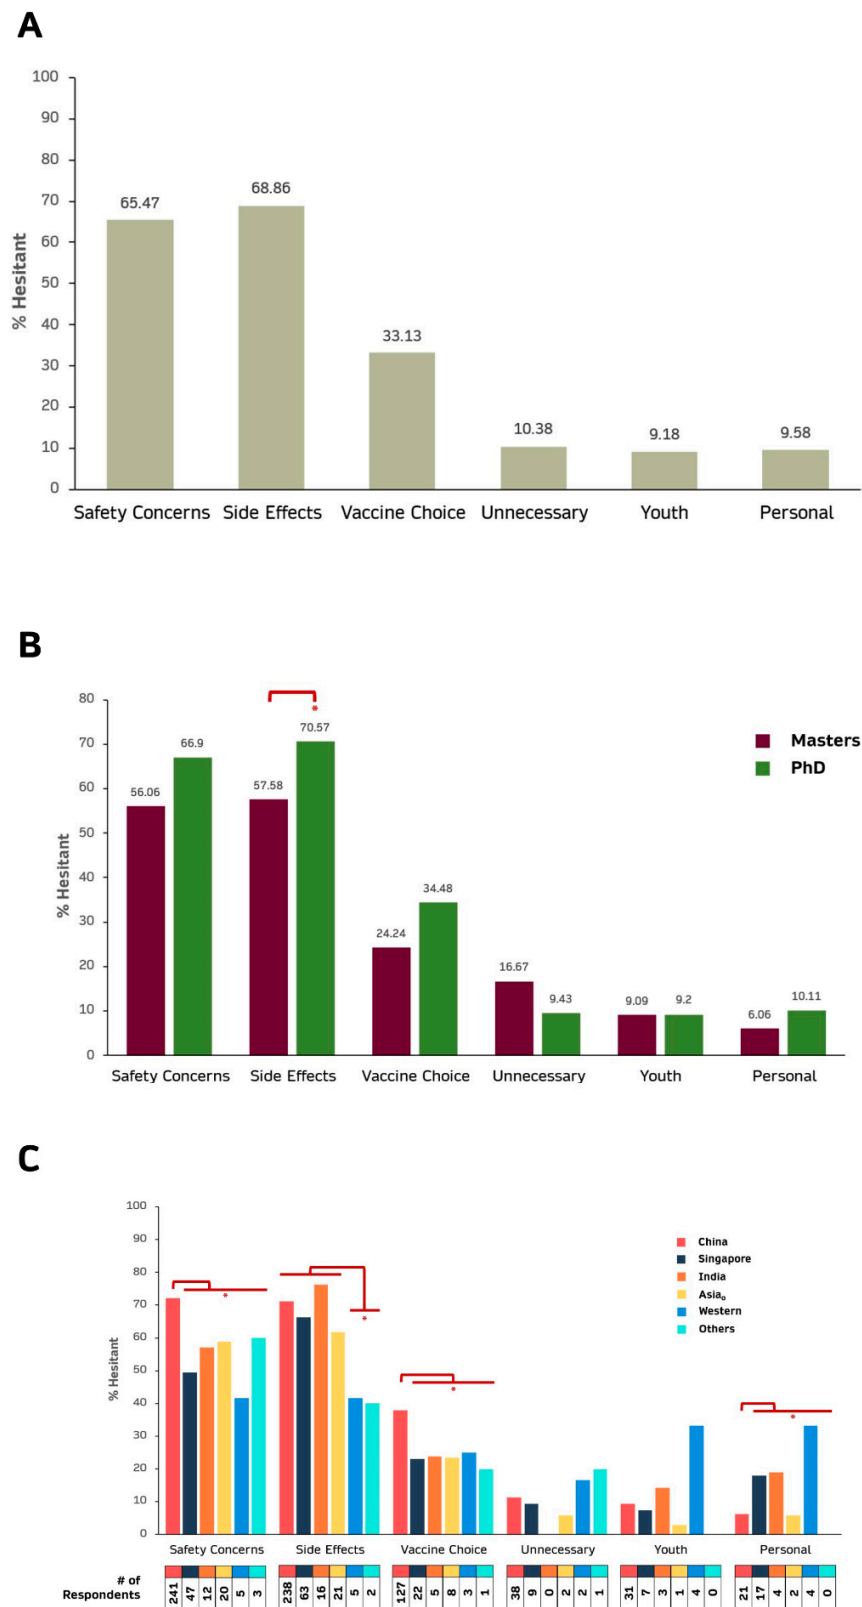 A
100
90
80
70
60
50
40
30
20
10
0
% Hesitant
65.47
68.86
33.13
10.38
9.18
9.58
Safety Concerns Side Effects Vaccine Choice Unnecessary Youth Personal
B
80
70
60
50
40
30
20
10
0
% Hesitant
*
56.06 66.9
57.58 70.57
24.24 34.48
16.67 9.43
9.09 9.2
6.06 10.11
Masters
PhD
Safety Concerns Side Effects Vaccine Choice Unnecessary Youth Personal
C
100
90
80
70
60
50
40
30
20
10
0
% Hesitant
*
*
*
*
China
Singapore
India
Asiaₒ
Western
Others
Safety Concerns Side Effects Vaccine Choice Unnecessary Youth Personal
# of
Respondents
241 47 12 20 5 3
238 63 16 21 5 2
127 22 5 8 3 1
38 9 0 2 2 1
31 7 3 1 4 0
21 17 4 2 4 0